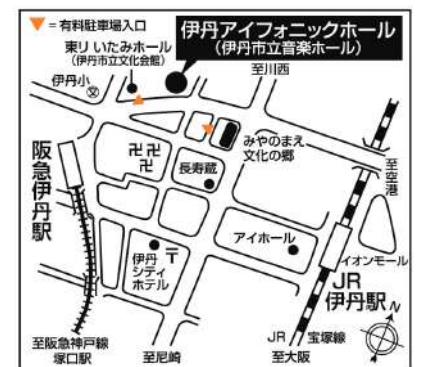 ▼=有料駐車場入口
伊丹アイフォニックホール
(伊丹市立音楽ホール)
東リ いたみホール
(伊丹市立文化会館)
伊丹小
文
至川西
みやのまえ
文化の郷
卍卍
卍
長寿蔵
至空港
阪急伊丹駅
アイホール
イオンモール
伊丹
シティ
ホテル
〒
JR
伊丹駅
N
至阪急神戸線
塚口駅
至尼崎
JR 宝塚線
至大阪